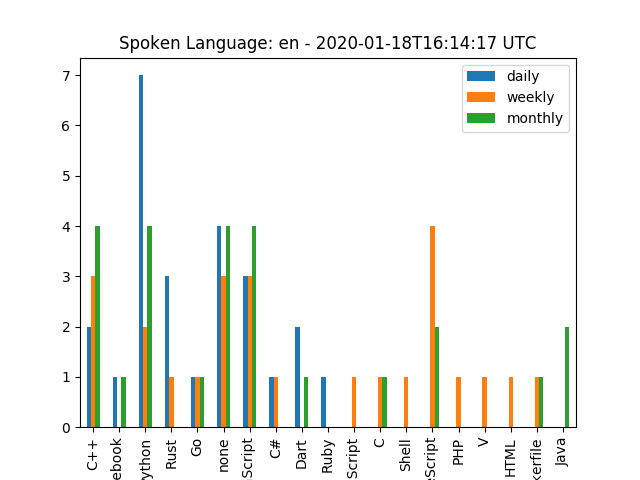 Spoken Language: en - 2020-01-18T16:14:17 UTC
daily
weekly
monthly
7
6
5
4
3
2
1
0
C++
ebook
ython
Rust
Go
none
Script
C#
Dart
Ruby
Script
C
Shell
eScript
PHP
V
HTML
kerfile
Java